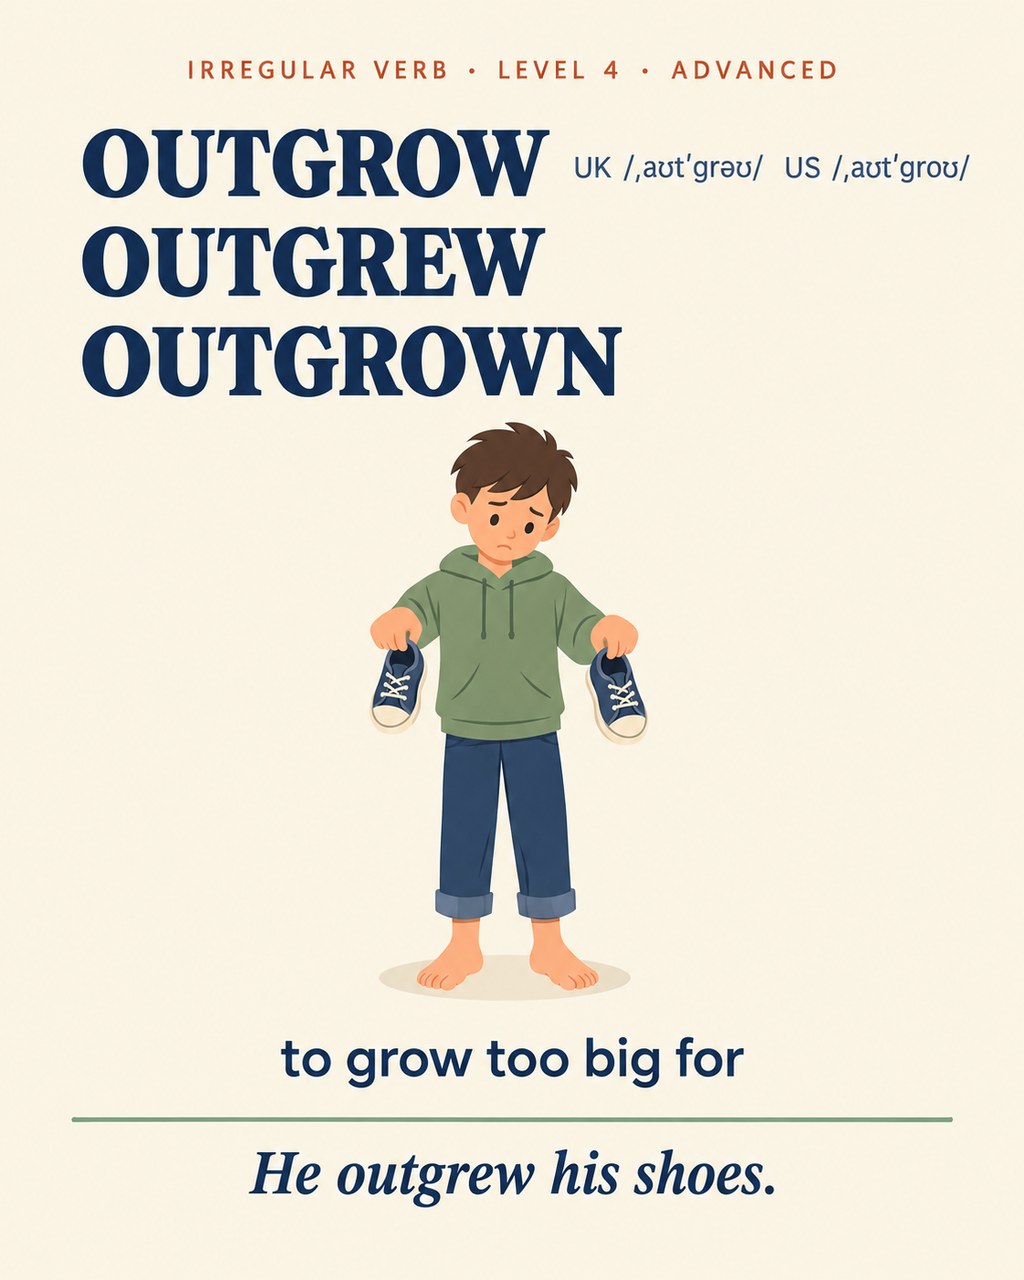 IRREGULAR VERB • LEVEL 4 • ADVANCED
OUTGROW UK /ˌaʊtˈɡrəʊ/ US /ˌaʊtˈɡroʊ/
OUTGREW
OUTGROWN
to grow too big for
He outgrew his shoes.